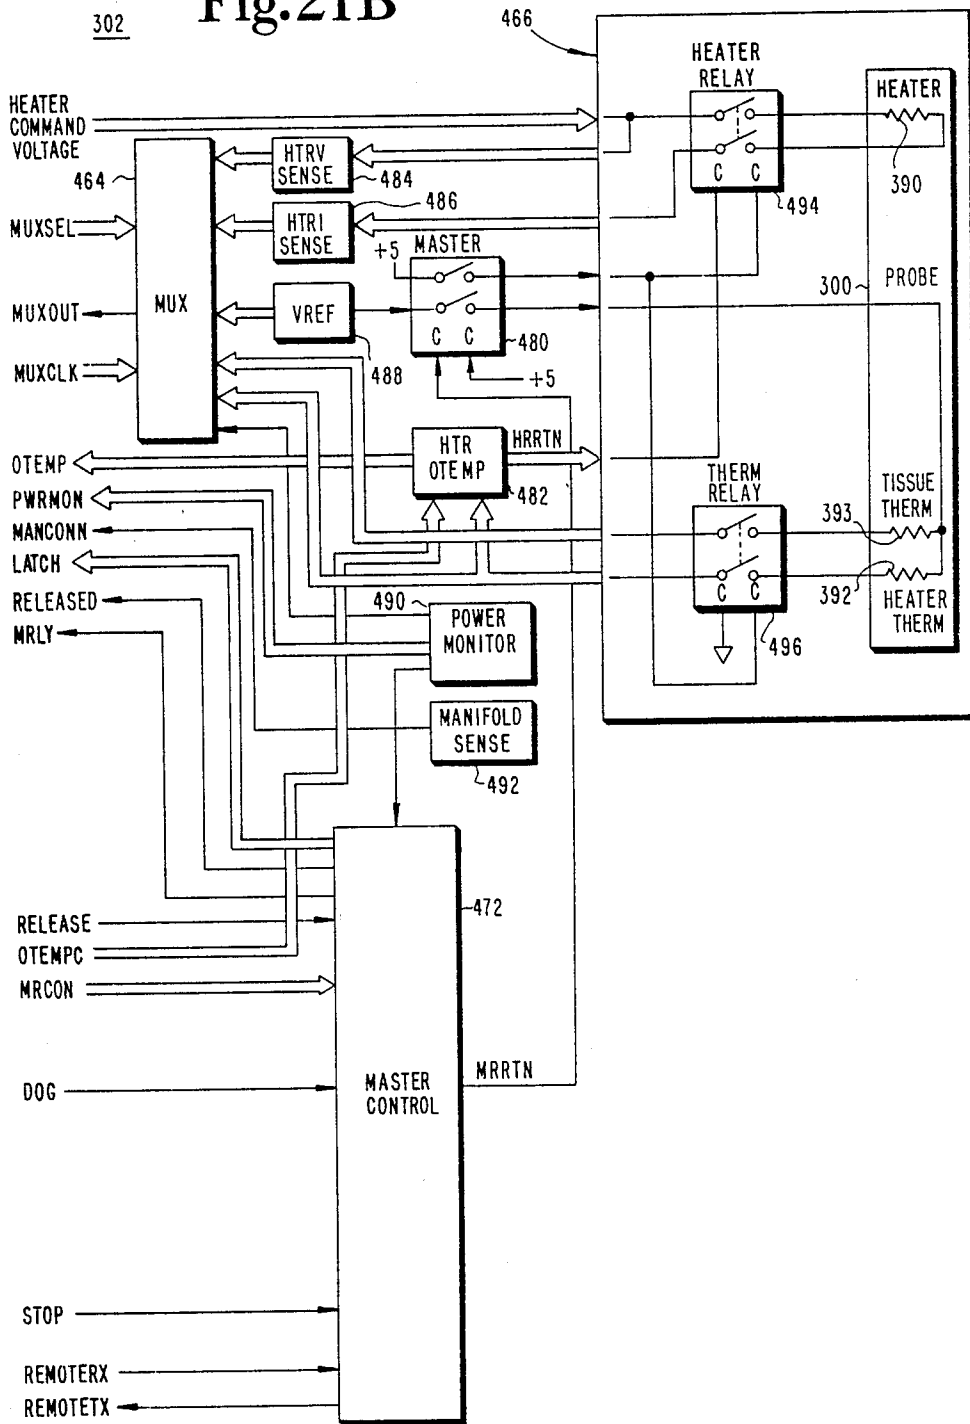 Fig.21B
302
466
HEATER
RELAY
HEATER
HEATER
COMMAND
VOLTAGE
464
HTRV
SENSE
484
390
494
486
MUXSEL
HTRI
SENSE
+5
MASTER
C C
300
PROBE
MUX
MUXOUT
VREF
C C
480
488
MUXCLK
+5
HTR
OTEMP
HRRTN
OTEMP
482
THERM
RELAY
TISSUE
THERM
PWRMON
393
MANCONN
LATCH
392
HEATER
THERM
C C
490
RELEASED
POWER
MONITOR
496
MRLY
MANIFOLD
SENSE
492
472
RELEASE
OTEMPC
MRCON
MRRTN
DOG
MASTER
CONTROL
STOP
REMOTERX
REMOTETX